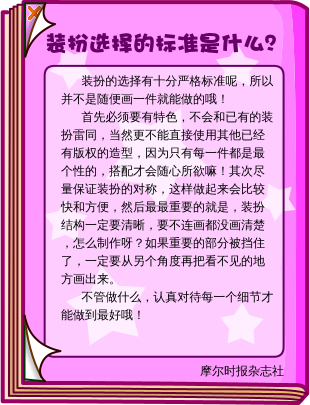 装扮选择的标准是什么?
装扮的选择有十分严格标准呢，所以
并不是随便画一件就能做的哦！
首先必须要有特色，不会和已有的装
扮雷同，当然更不能直接使用其他已经
有版权的造型，因为只有每一件都是最
个性的，搭配才会随心所欲嘛！其次尽
量保证装扮的对称，这样做起来会比较
快和方便，然后最最重要的就是，装扮
结构一定要清晰，要不连画都没画清楚
，怎么制作呀？如果重要的部分被挡住
了，一定要从另个角度再把看不见的地
方画出来。
不管做什么，认真对待每一个细节才
能做到最好哦！
摩尔时报杂志社